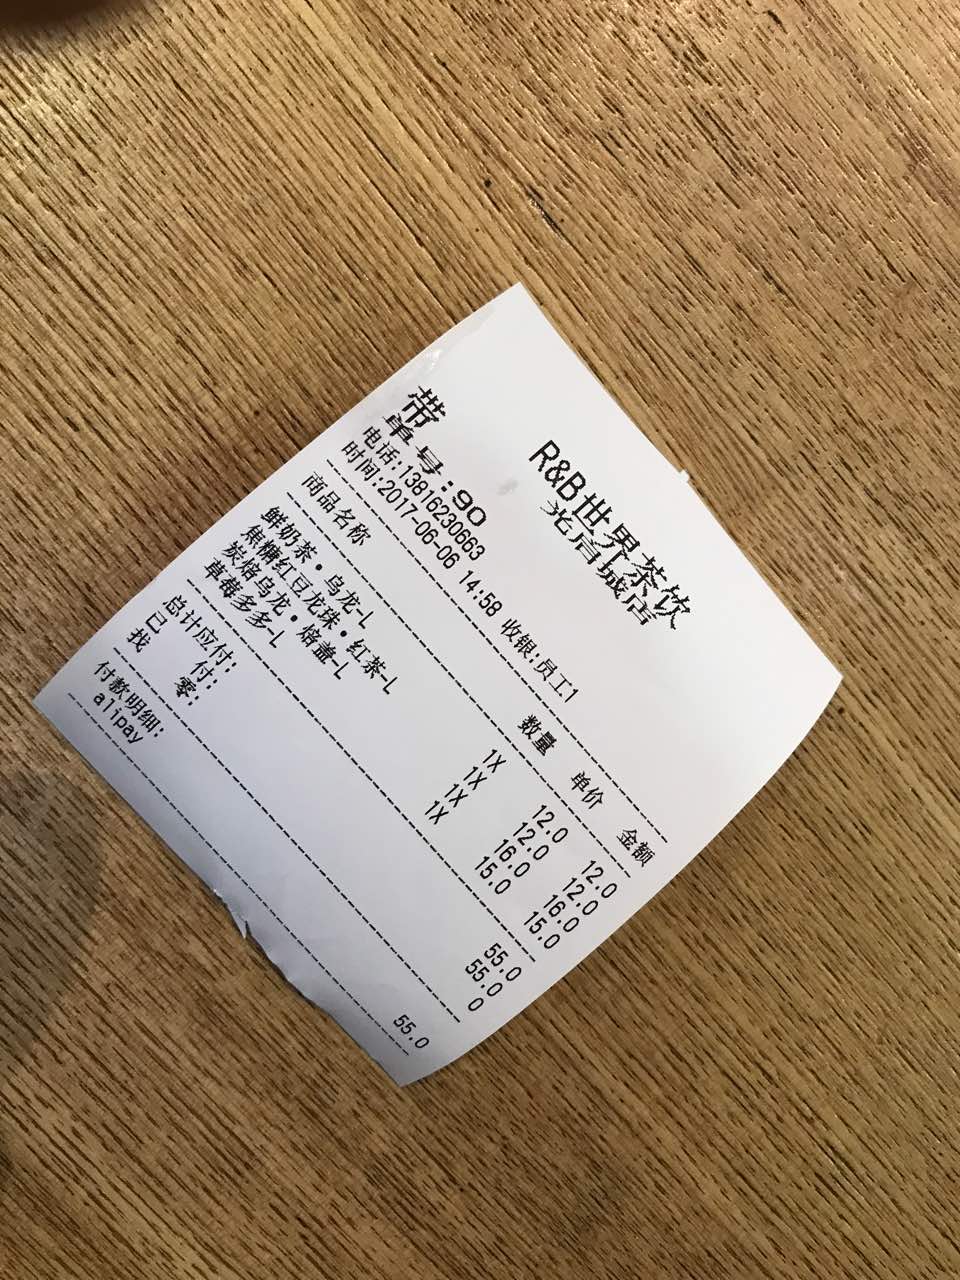 R&B世界茶饮
光启城店
带
单号:90
电话:13816230663
时间:2017-06-06 14:58 收银:员工1
商品名称 数量 单价 金额
鲜奶茶·乌龙-L 1X 12.0 12.0
焦糖红豆龙珠·红茶-L 1X 12.0 12.0
炭焙乌龙·焙盖-L 1X 16.0 16.0
草莓多多-L 1X 15.0 15.0
总计应付: 55.0
已 付: 55.0
找 零: 0
付款明细:
alipay 55.0